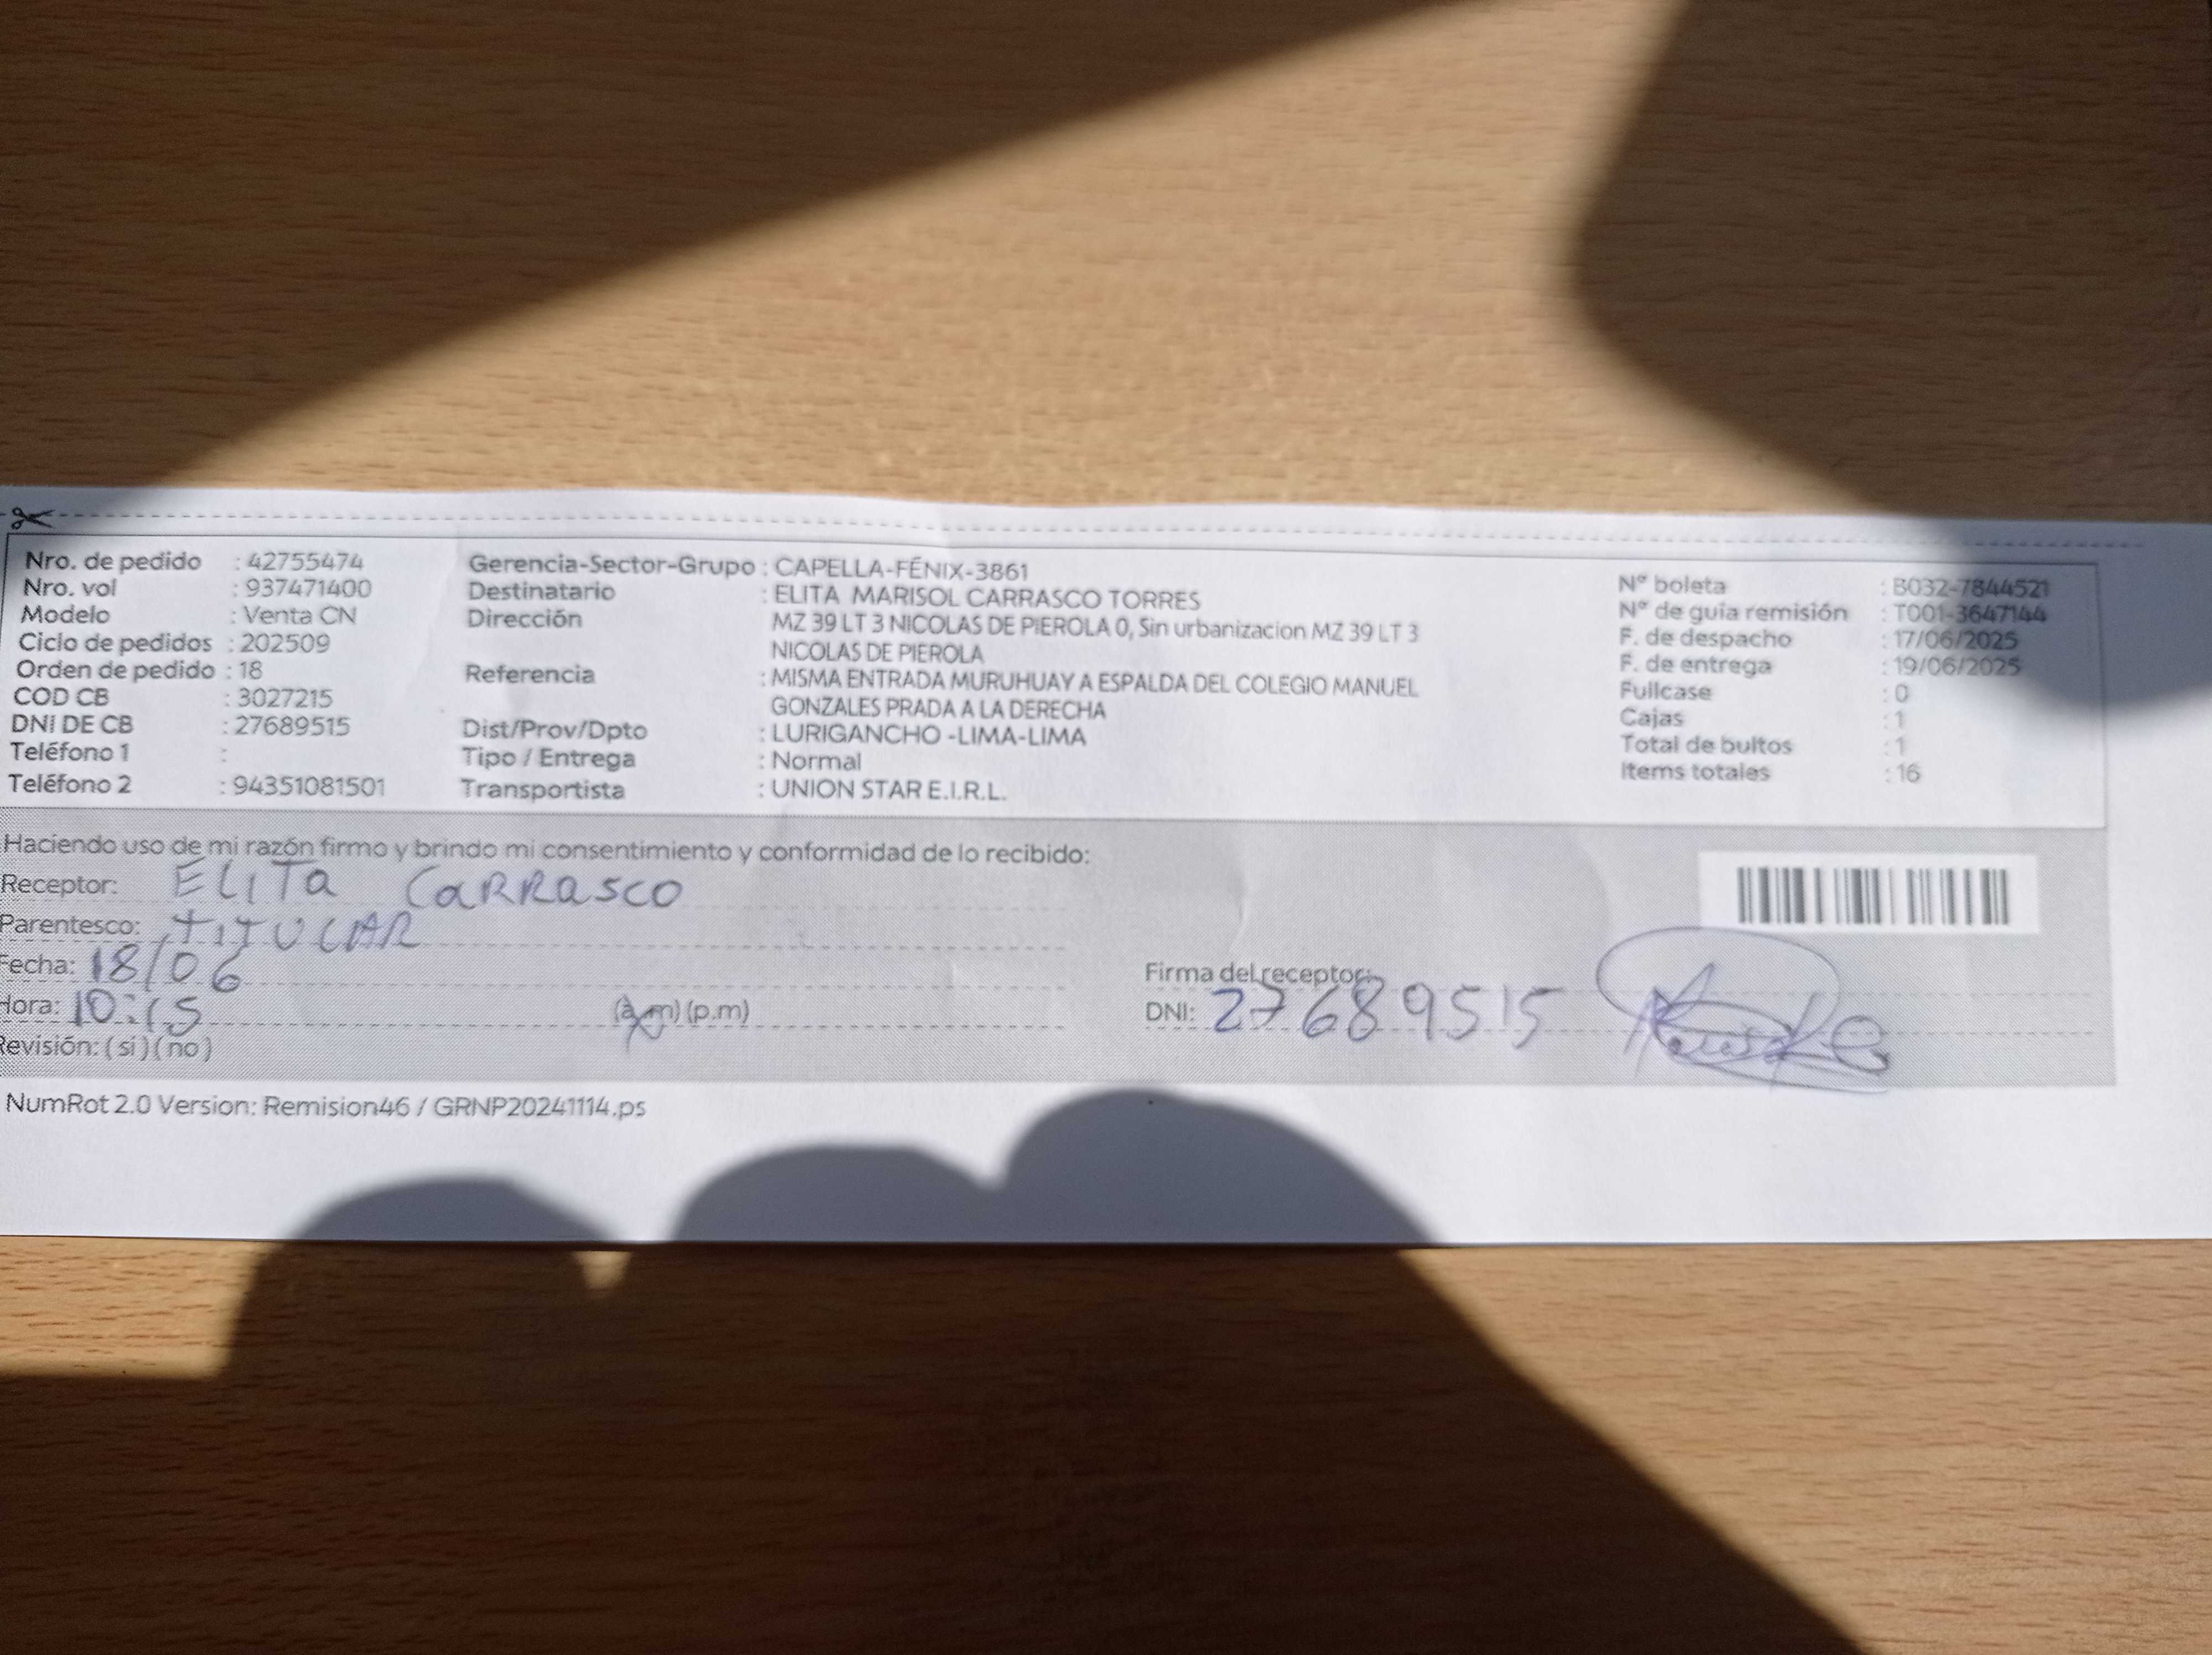 Nro. de pedido : 42755474
Nro. vol : 937471400
Modelo : Venta CN
Ciclo de pedidos : 202509
Orden de pedido : 18
COD CB : 3027215
DNI DE CB : 27689515
Teléfono 1 :
Teléfono 2 : 94351081501
Gerencia-Sector-Grupo : CAPELLA-FÉNIX-3861
Destinatario : ELITA MARISOL CARRASCO TORRES
Dirección MZ 39 LT 3 NICOLAS DE PIEROLA 0, Sin urbanizacion MZ 39 LT 3
NICOLAS DE PIEROLA
Referencia : MISMA ENTRADA MURUHUAY A ESPALDA DEL COLEGIO MANUEL
GONZALES PRADA A LA DERECHA
Dist/Prov/Dpto : LURIGANCHO -LIMA-LIMA
Tipo / Entrega : Normal
Transportista : UNION STAR E.I.R.L.
N° boleta : B032-7844521
N° de guía remisión : T001-3647144
F. de despacho : 17/06/2025
F. de entrega : 19/06/2025
Fullcase : 0
Cajas : 1
Total de bultos : 1
Items totales : 16
Haciendo uso de mi razón firmo y brindo mi consentimiento y conformidad de lo recibido:
Receptor: ELITa CaRRasco
Parentesco: TITULAR
Fecha: 18/06
Hora: 10:15 (a.m) (p.m)
Revisión: (si) (no)
Firma del receptor:
DNI: 27689515
NumRot 2.0 Version: Remision46 / GRNP20241114.ps